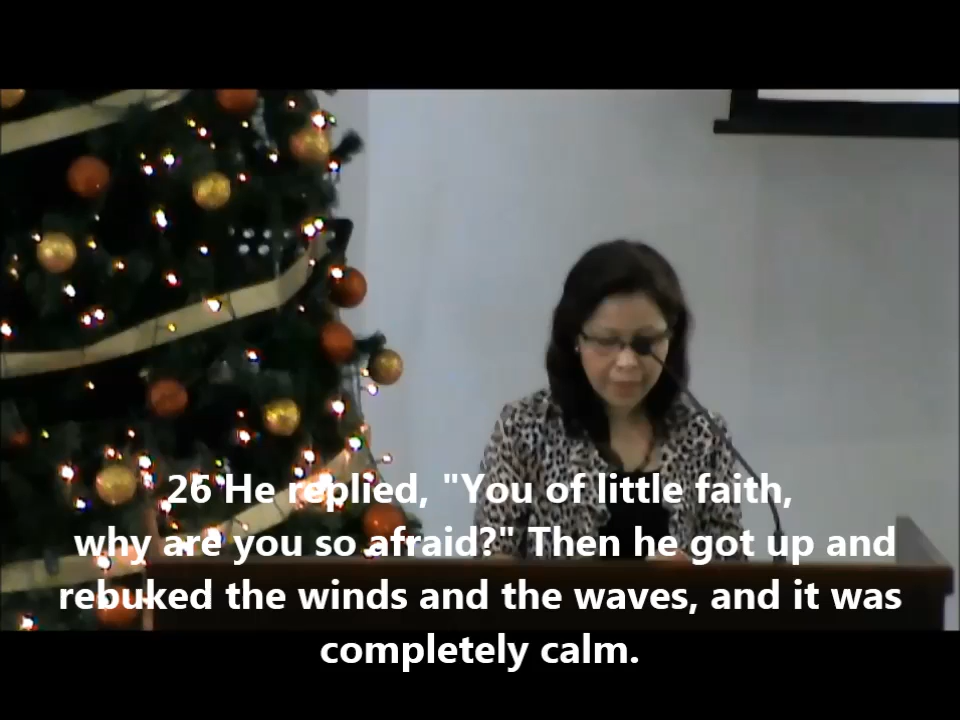 26 He replied, "You of little faith,
why are you so afraid?" Then he got up and
rebuked the winds and the waves, and it was
completely calm.